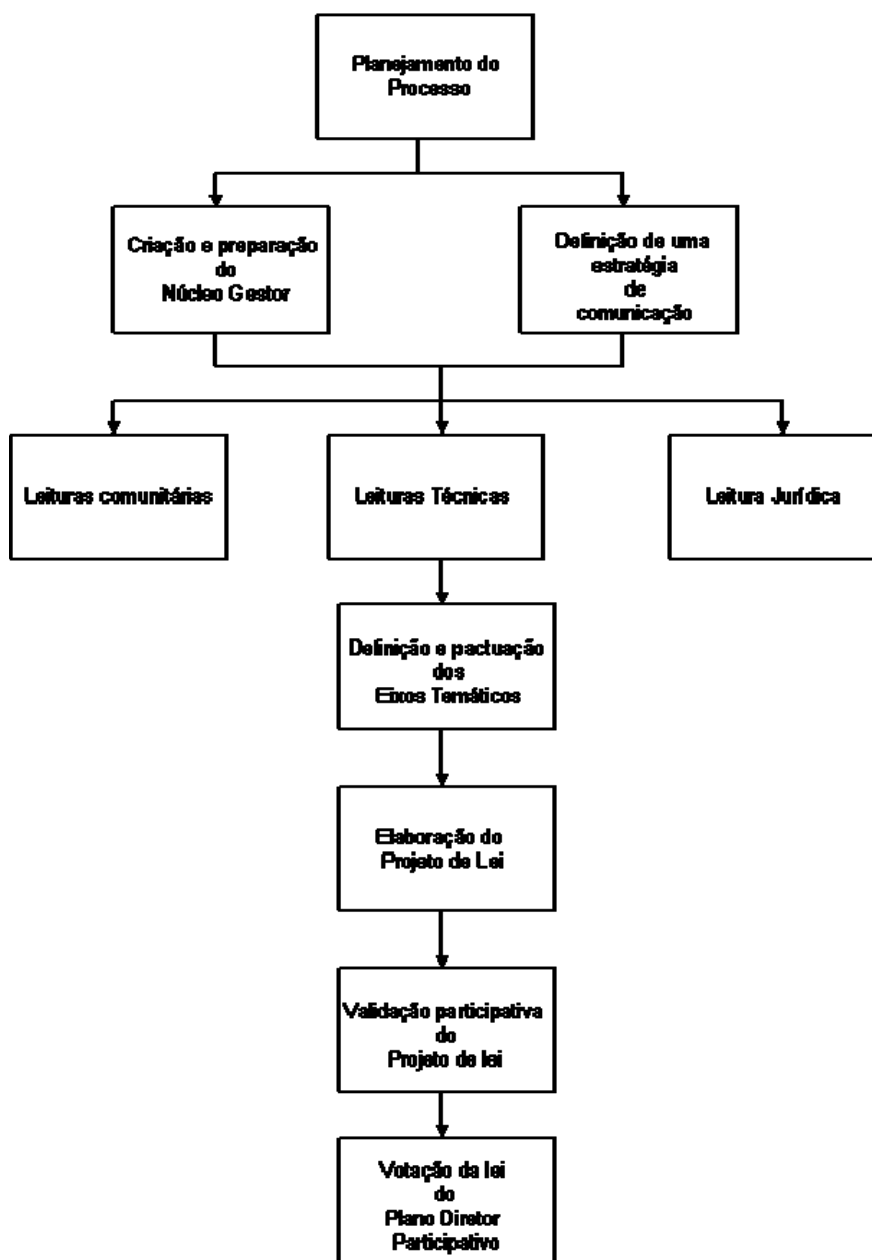 Planejamento do
Processo
Criação e preparação
do
Núcleo Gestor
Definição de uma
estratégia
de
comunicação
Leituras comunitárias
Leituras Técnicas
Leitura Jurídica
Definição e pactuação
dos
Eixos Temáticos
Elaboração do
Projeto de Lei
Validação participativa
do
Projeto de lei
Votação da lei
do
Plano Diretor
Participativo